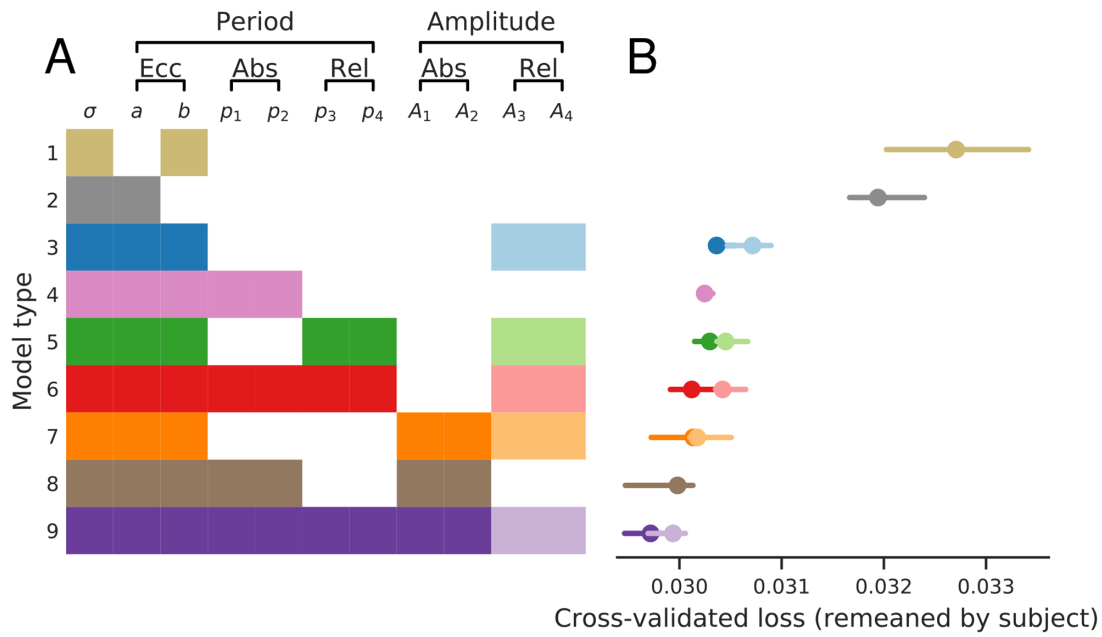 A
Period
Amplitude
B
Ecc
Abs
Rel
Abs
Rel
σ a b p₁ p₂ p₃ p₄ A₁ A₂ A₃ A₄
Model type
1
2
3
4
5
6
7
8
9
0.030 0.031 0.032 0.033
Cross-validated loss (remeaned by subject)